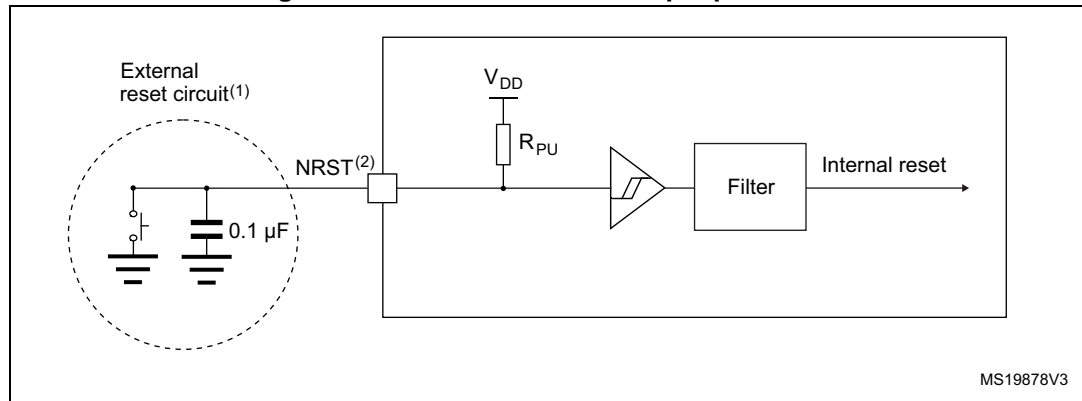 External
reset circuit(1)
VDD
RPU
NRST(2)
Filter
Internal reset
0.1 µF
MS19878V3